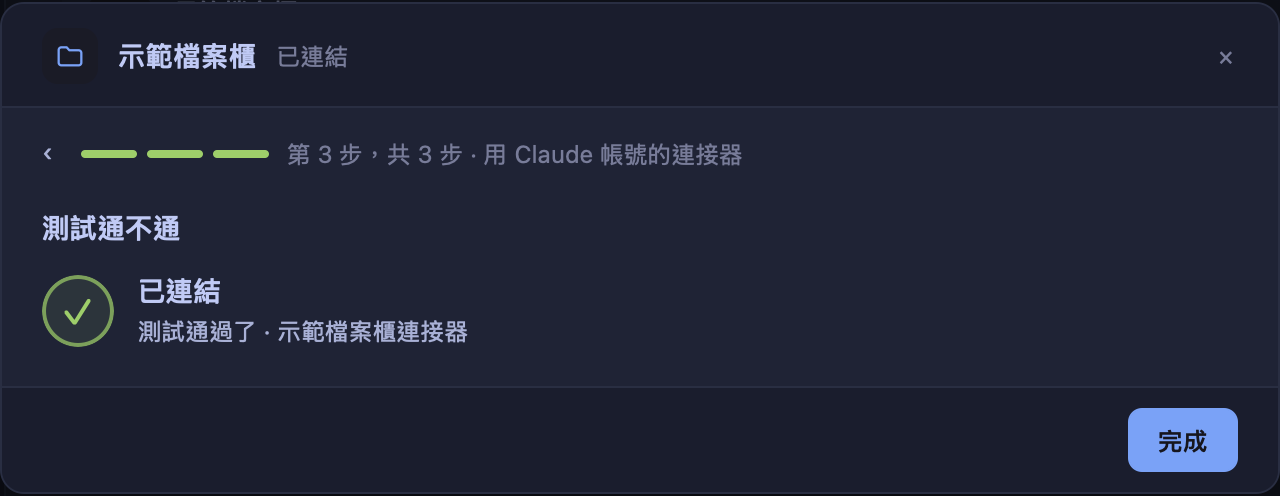 示範檔案櫃 已連結
第 3 步，共 3 步 · 用 Claude 帳號的連接器
測試通不通
已連結
測試通過了 · 示範檔案櫃連接器
完成